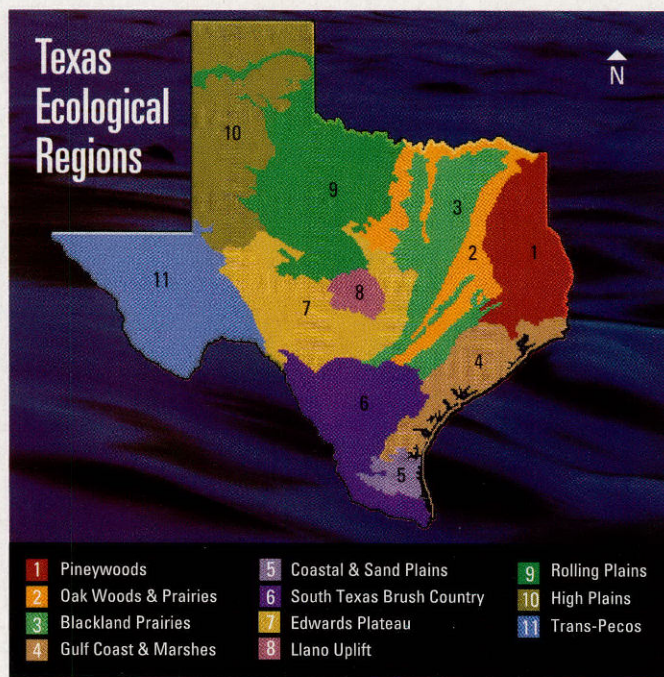 Texas
Ecological
Regions
N
10
9
3
2
1
11
7
8
4
6
5
1 Pineywoods
2 Oak Woods & Prairies
3 Blackland Prairies
4 Gulf Coast & Marshes
5 Coastal & Sand Plains
6 South Texas Brush Country
7 Edwards Plateau
8 Llano Uplift
9 Rolling Plains
10 High Plains
11 Trans-Pecos